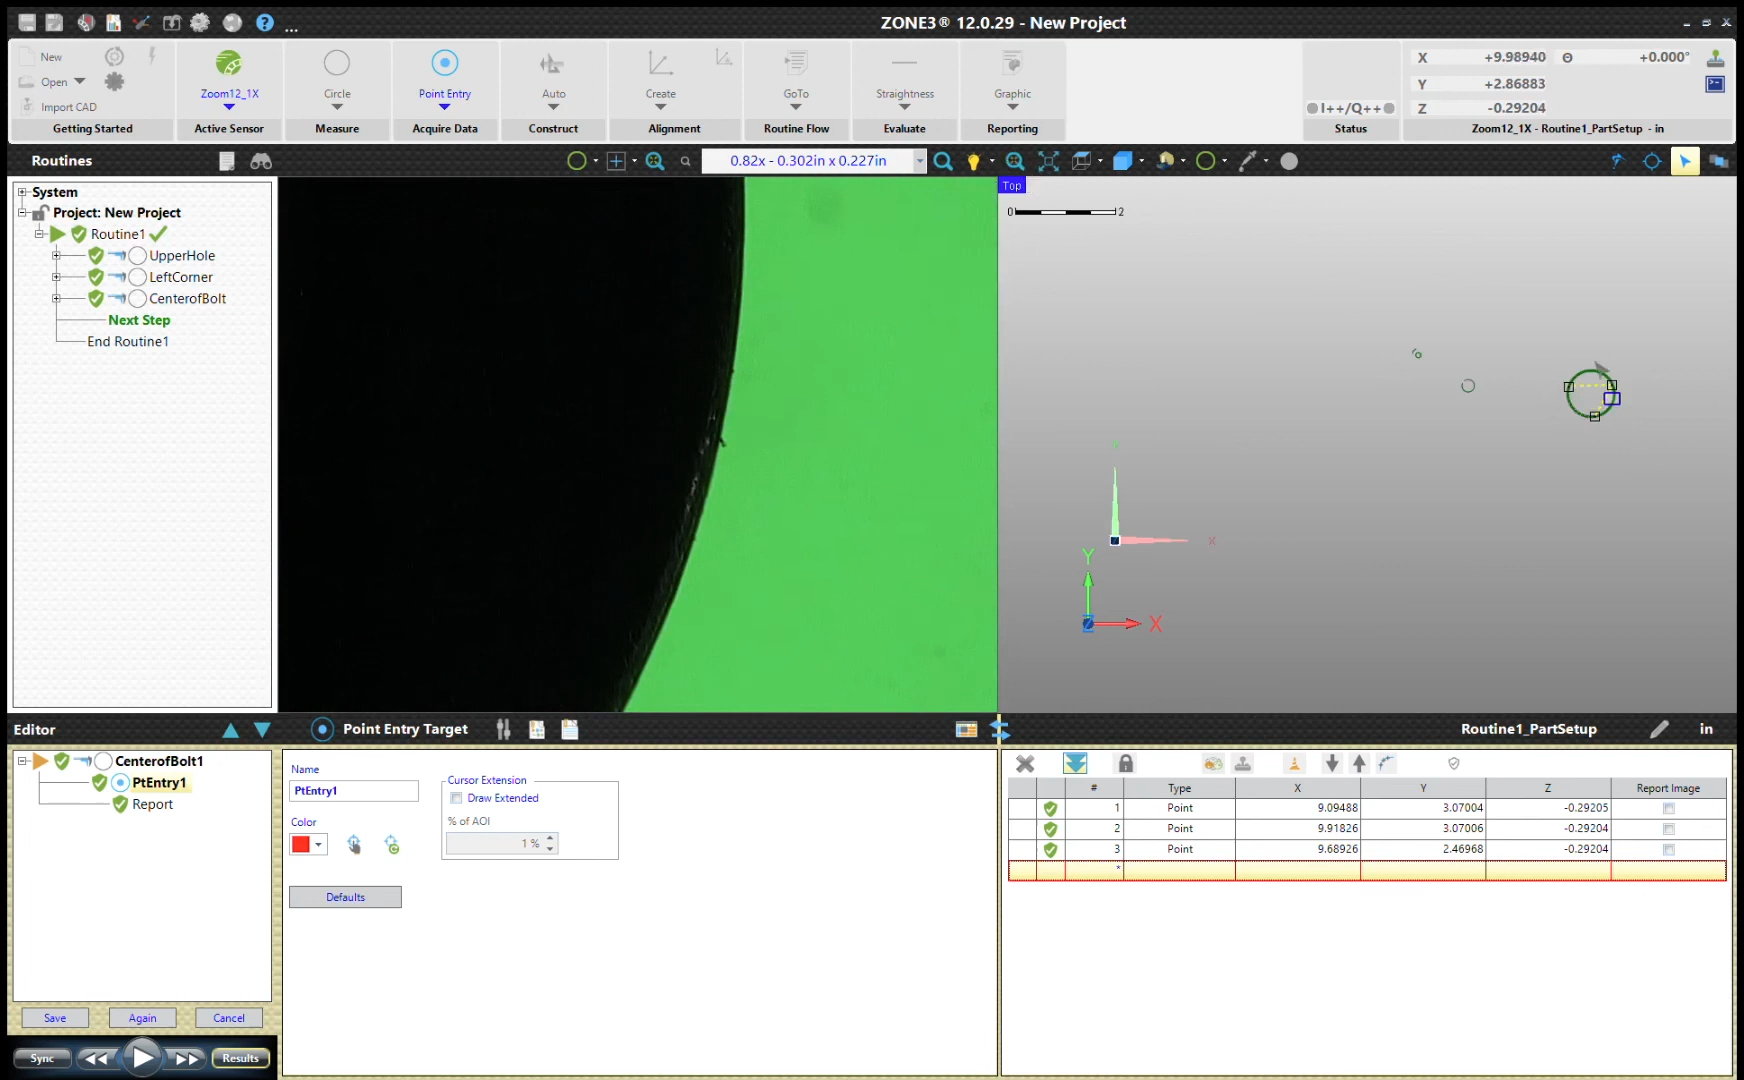 ZONE3® 12.0.29 - New Project
...
New
Open
Import CAD
Getting Started
Zoom12_1X
Active Sensor
Circle
Measure
Point Entry
Acquire Data
Auto
Construct
Create
Alignment
GoTo
Routine Flow
Straightness
Evaluate
Graphic
Reporting
I++/Q++
Status
X +9.98940 Θ +0.000°
Y +2.86883
Z -0.29204
Zoom12_1X - Routine1_PartSetup - in
Routines
0.82x - 0.302in x 0.227in
System
Project: New Project
Routine1
UpperHole
LeftCorner
CenterofBolt
Next Step
End Routine1
Top
0 2
X
Y
X
Z
Editor
Point Entry Target
Routine1_PartSetup
in
CenterofBolt1
PtEntry1
Report
Name
PtEntry1
Color
Cursor Extension
Draw Extended
% of AOI
1 %
Defaults
# Type X Y Z Report Image
1 Point 9.09488 3.07004 -0.29205
2 Point 9.91826 3.07006 -0.29204
3 Point 9.68926 2.46968 -0.29204
*
Save Again Cancel
Sync Results